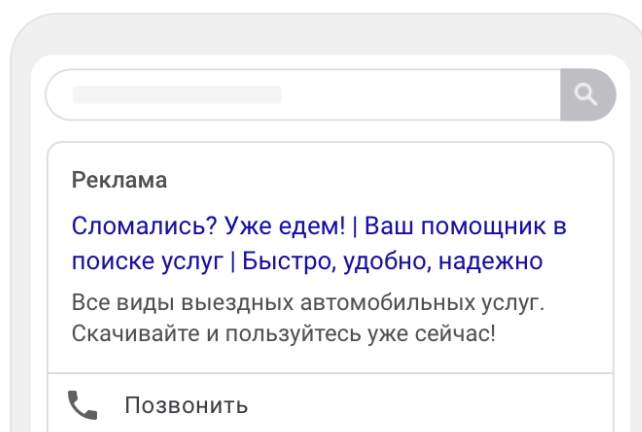 Реклама
Сломались? Уже едем! | Ваш помощник в
поиске услуг | Быстро, удобно, надежно
Все виды выездных автомобильных услуг.
Скачивайте и пользуйтесь уже сейчас!
Позвонить